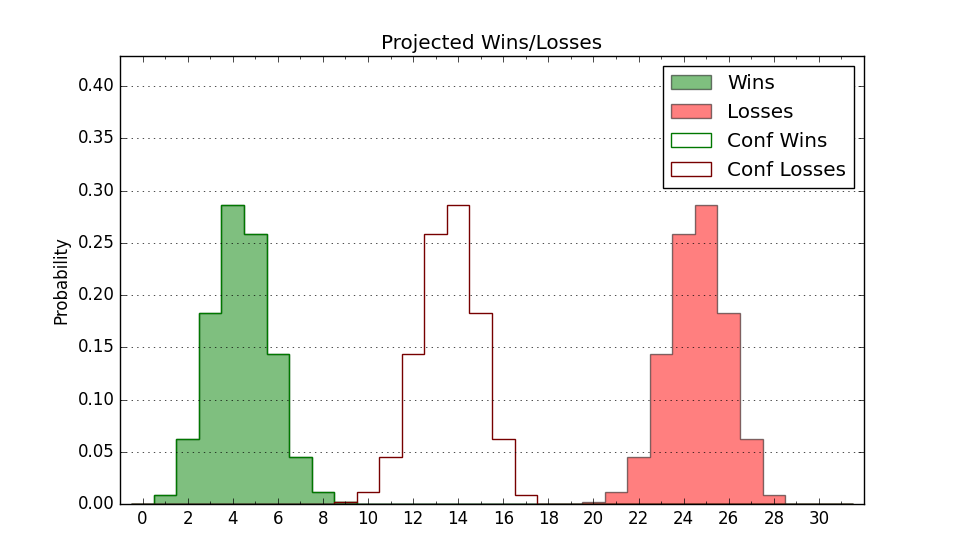 Projected Wins/Losses
Wins
Losses
Conf Wins
Conf Losses
Probability
0.40
0.35
0.30
0.25
0.20
0.15
0.10
0.05
0.00
0 2 4 6 8 10 12 14 16 18 20 22 24 26 28 30